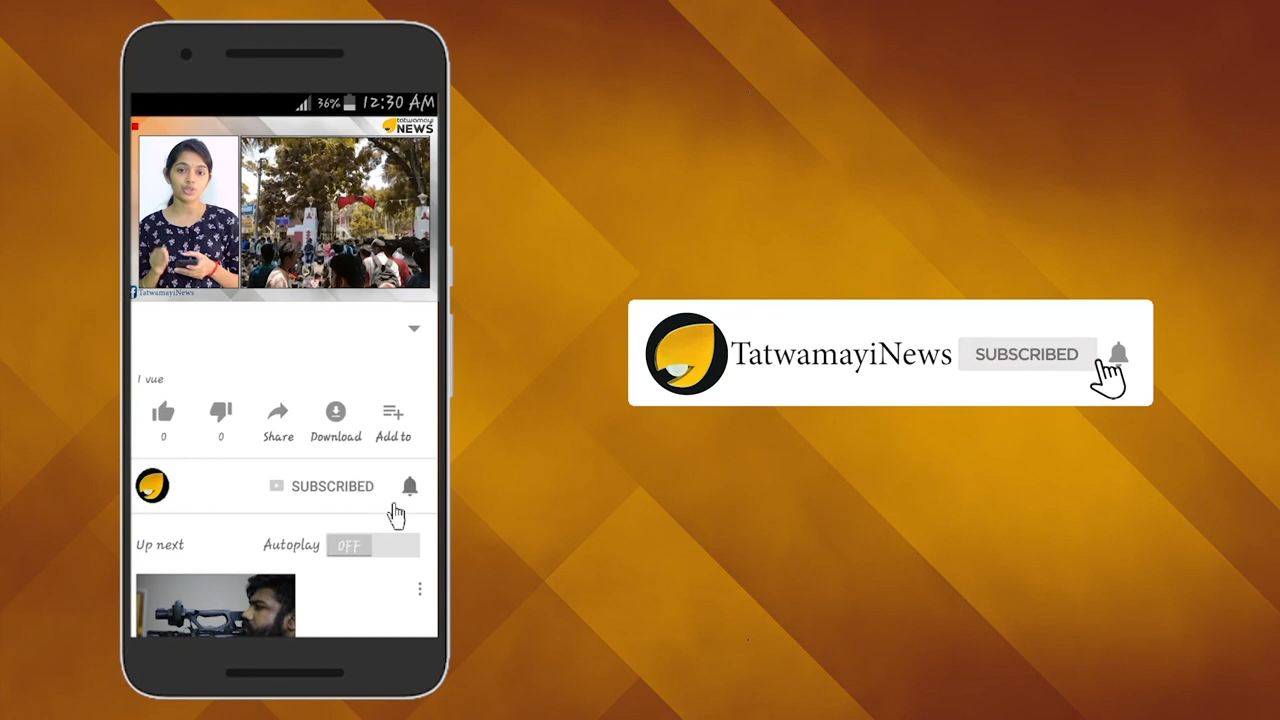 36% 12:30 AM
tatwamayi
NEWS
f TatwamayiNews
1 vue
0 0 Share Download Add to
SUBSCRIBED
Up next Autoplay OFF
TatwamayiNews SUBSCRIBED